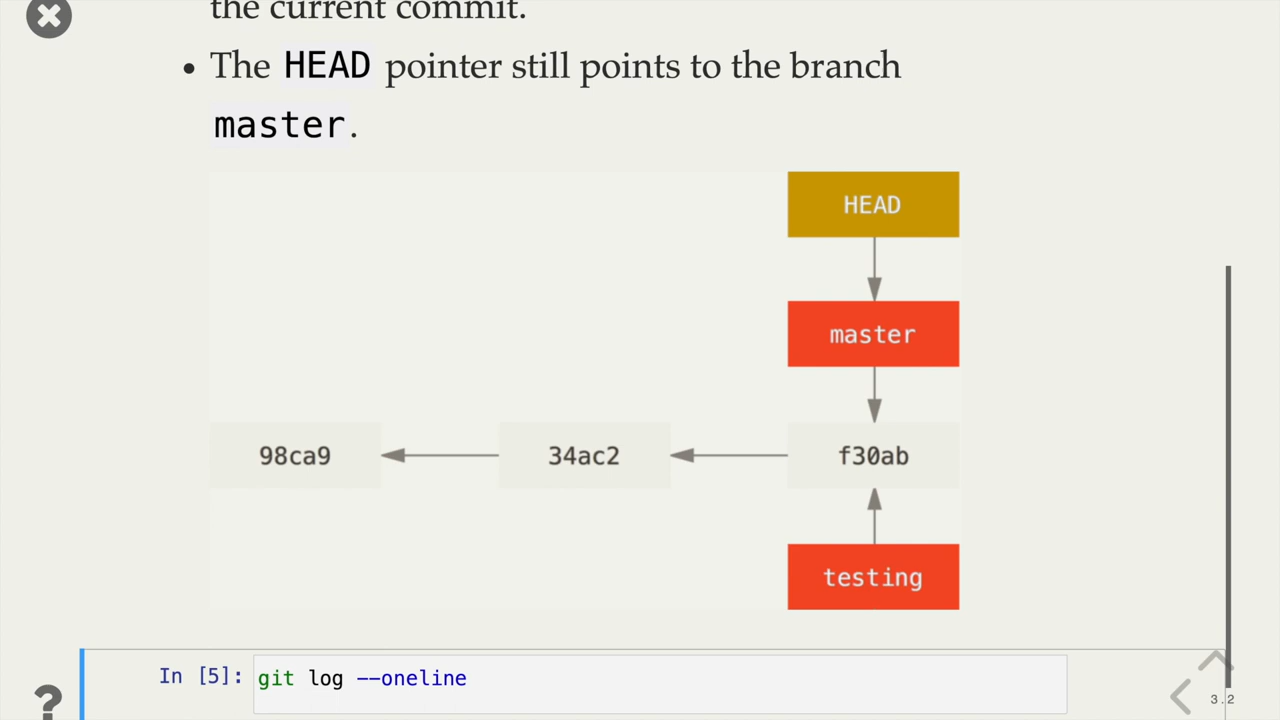 the current commit.
• The HEAD pointer still points to the branch
master.
HEAD
master
98ca9
34ac2
f30ab
testing
In [5]: git log --oneline
?
3.2